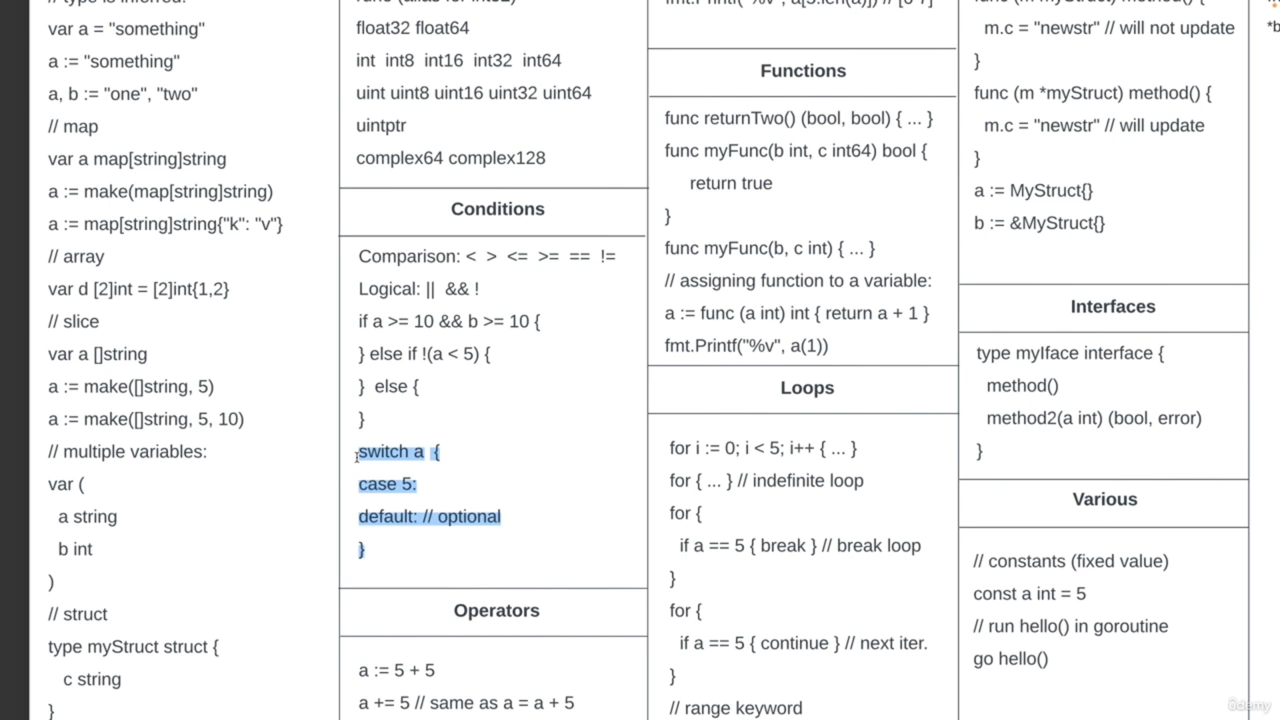 // type is inferred:
var a = "something"
a := "something"
a, b := "one", "two"
// map
var a map[string]string
a := make(map[string]string)
a := map[string]string{"k": "v"}
// array
var d [2]int = [2]int{1,2}
// slice
var a []string
a := make([]string, 5)
a := make([]string, 5, 10)
// multiple variables:
var (
a string
b int
)
// struct
type myStruct struct {
c string
}
float32 float64
int int8 int16 int32 int64
uint uint8 uint16 uint32 uint64
uintptr
complex64 complex128
Conditions
Comparison: < > <= >= == !=
Logical: || && !
if a >= 10 && b >= 10 {
} else if !(a < 5) {
} else {
}
switch a {
case 5:
default: // optional
}
Operators
a := 5 + 5
a += 5 // same as a = a + 5
Functions
func returnTwo() (bool, bool) { ... }
func myFunc(b int, c int64) bool {
return true
}
func myFunc(b, c int) { ... }
// assigning function to a variable:
a := func (a int) int { return a + 1 }
fmt.Printf("%v", a(1))
Loops
for i := 0; i < 5; i++ { ... }
for { ... } // indefinite loop
for {
if a == 5 { break } // break loop
}
for {
if a == 5 { continue } // next iter.
}
// range keyword
m.c = "newstr" // will not update
}
func (m *myStruct) method() {
m.c = "newstr" // will update
}
a := MyStruct{}
b := &MyStruct{}
Interfaces
type myIface interface {
method()
method2(a int) (bool, error)
}
Various
// constants (fixed value)
const a int = 5
// run hello() in goroutine
go hello()
*b
ûdemy